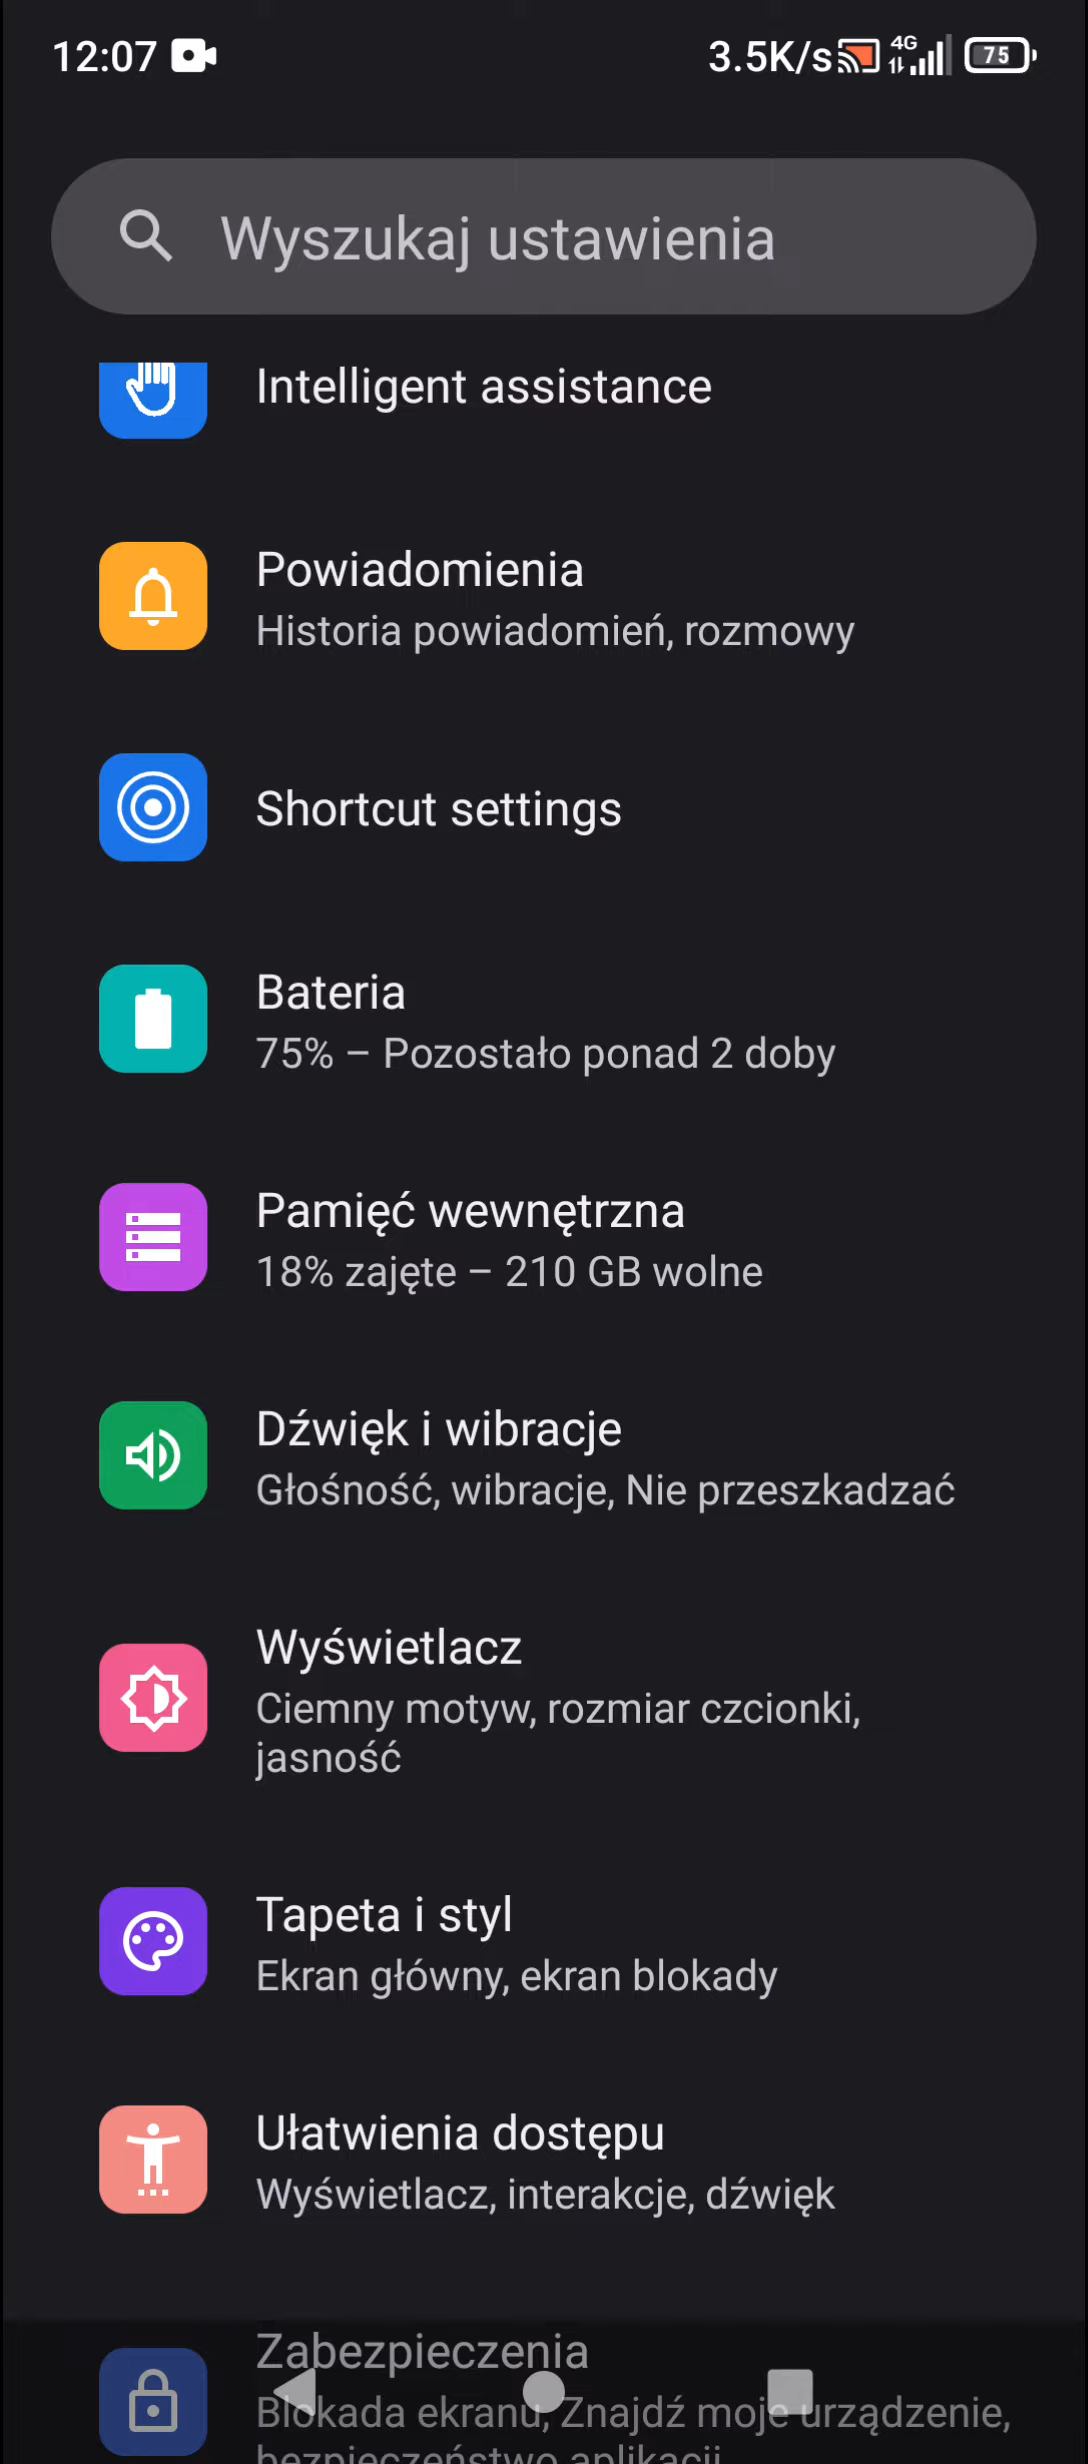 12:07
3.5K/s 4G 75
Wyszukaj ustawienia
Intelligent assistance
Powiadomienia
Historia powiadomień, rozmowy
Shortcut settings
Bateria
75% – Pozostało ponad 2 doby
Pamięć wewnętrzna
18% zajęte – 210 GB wolne
Dźwięk i wibracje
Głośność, wibracje, Nie przeszkadzać
Wyświetlacz
Ciemny motyw, rozmiar czcionki,
jasność
Tapeta i styl
Ekran główny, ekran blokady
Ułatwienia dostępu
Wyświetlacz, interakcje, dźwięk
Zabezpieczenia
Blokada ekranu, Znajdź moje urządzenie,
bezpieczeństwo aplikacji